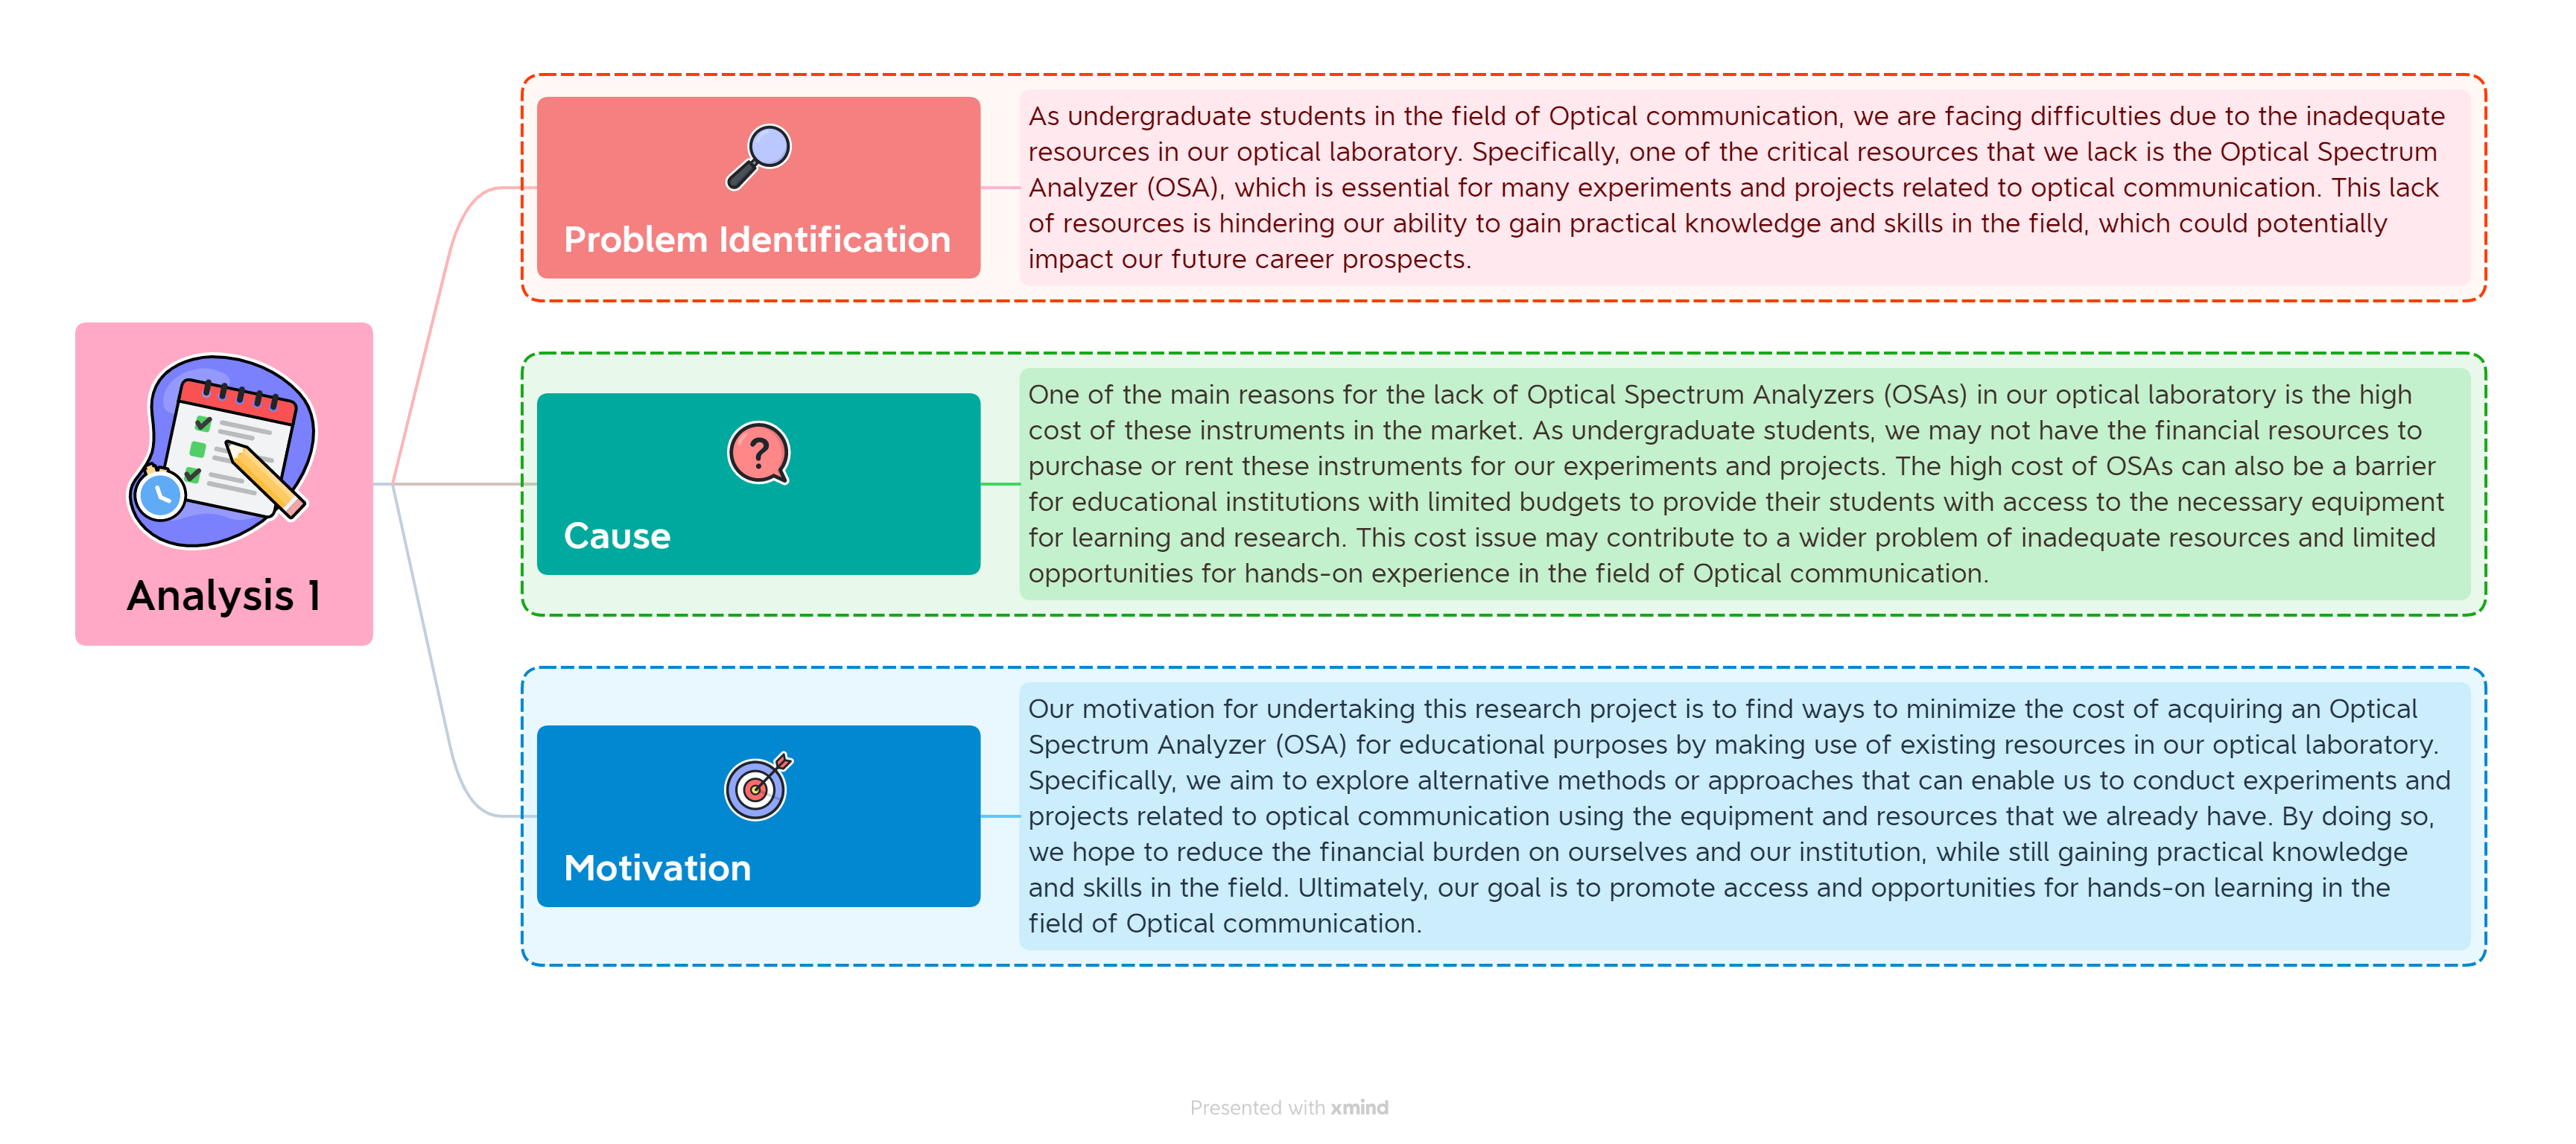 Analysis 1
Problem Identification
As undergraduate students in the field of Optical communication, we are facing difficulties due to the inadequate
resources in our optical laboratory. Specifically, one of the critical resources that we lack is the Optical Spectrum
Analyzer (OSA), which is essential for many experiments and projects related to optical communication. This lack
of resources is hindering our ability to gain practical knowledge and skills in the field, which could potentially
impact our future career prospects.
?
Cause
One of the main reasons for the lack of Optical Spectrum Analyzers (OSAs) in our optical laboratory is the high
cost of these instruments in the market. As undergraduate students, we may not have the financial resources to
purchase or rent these instruments for our experiments and projects. The high cost of OSAs can also be a barrier
for educational institutions with limited budgets to provide their students with access to the necessary equipment
for learning and research. This cost issue may contribute to a wider problem of inadequate resources and limited
opportunities for hands-on experience in the field of Optical communication.
Motivation
Our motivation for undertaking this research project is to find ways to minimize the cost of acquiring an Optical
Spectrum Analyzer (OSA) for educational purposes by making use of existing resources in our optical laboratory.
Specifically, we aim to explore alternative methods or approaches that can enable us to conduct experiments and
projects related to optical communication using the equipment and resources that we already have. By doing so,
we hope to reduce the financial burden on ourselves and our institution, while still gaining practical knowledge
and skills in the field. Ultimately, our goal is to promote access and opportunities for hands-on learning in the
field of Optical communication.
Presented with xmind